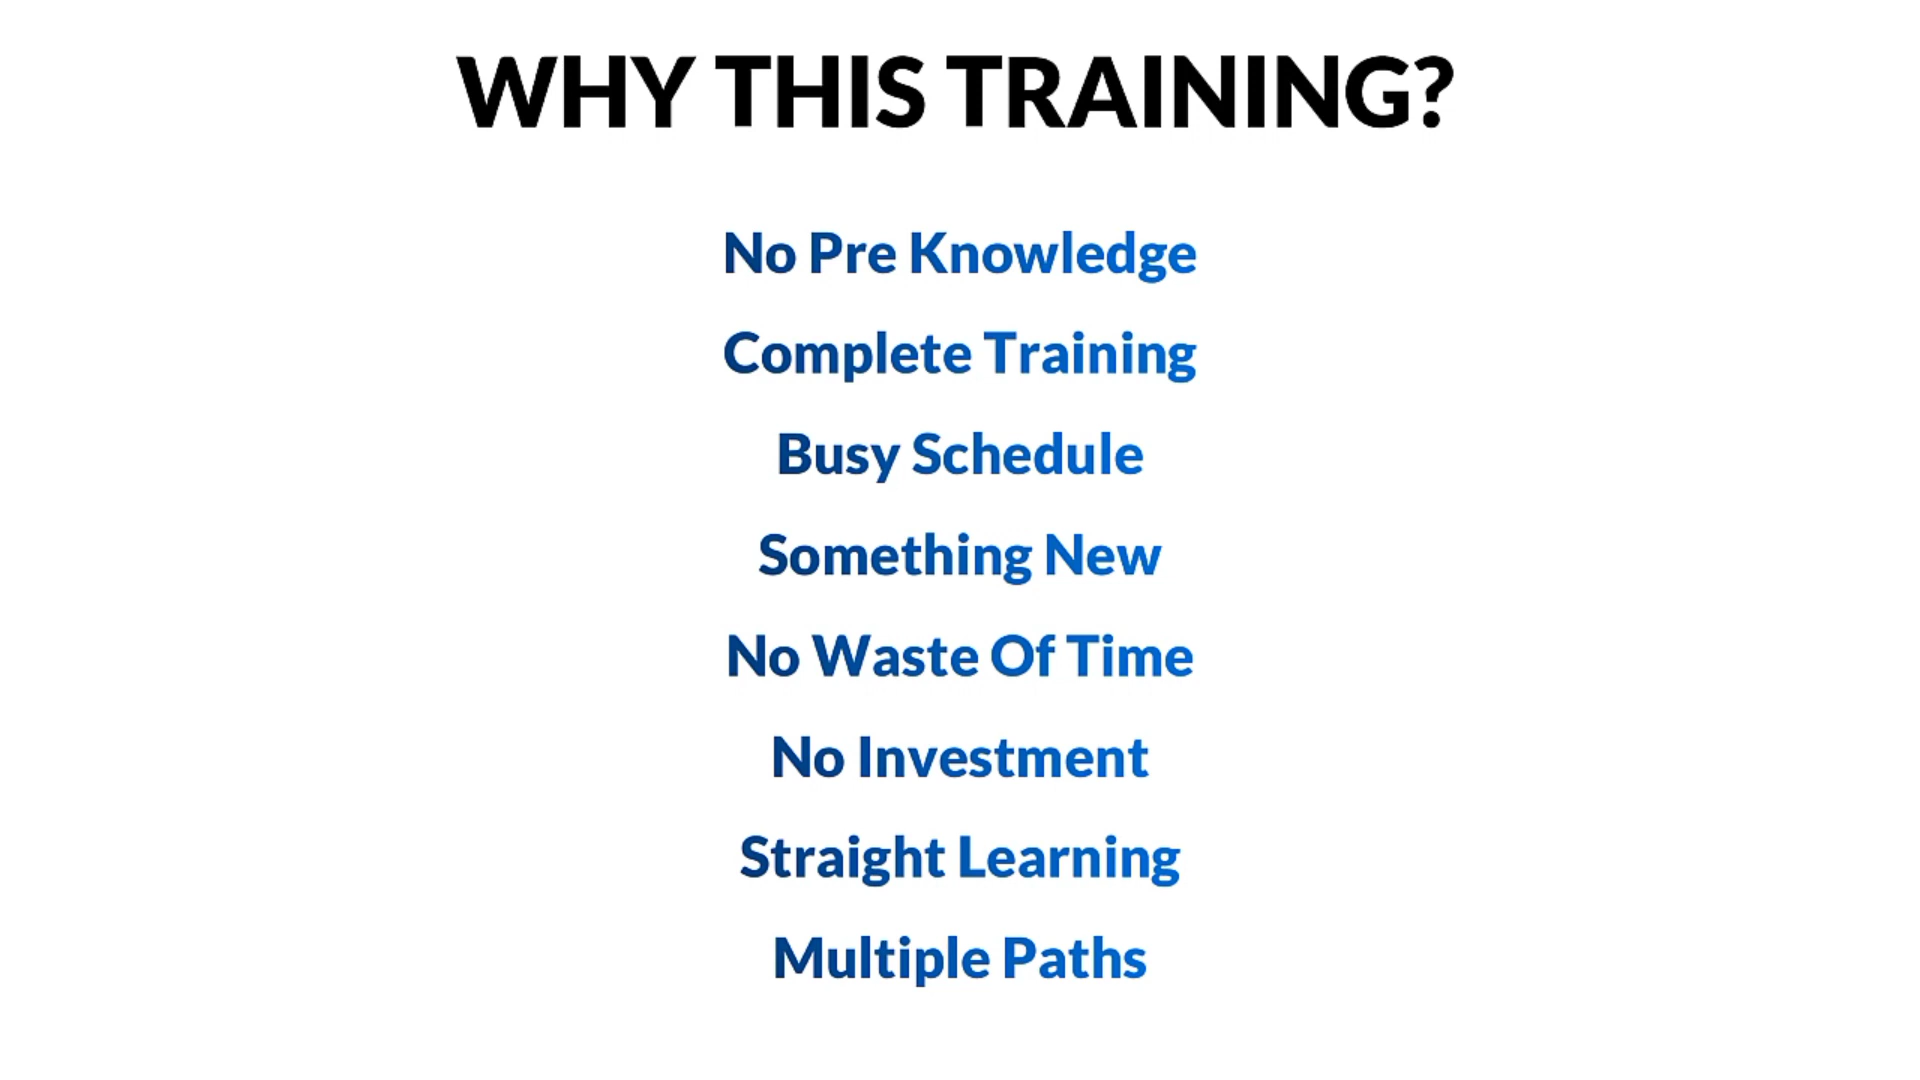 WHY THIS TRAINING?
No Pre Knowledge
Complete Training
Busy Schedule
Something New
No Waste Of Time
No Investment
Straight Learning
Multiple Paths